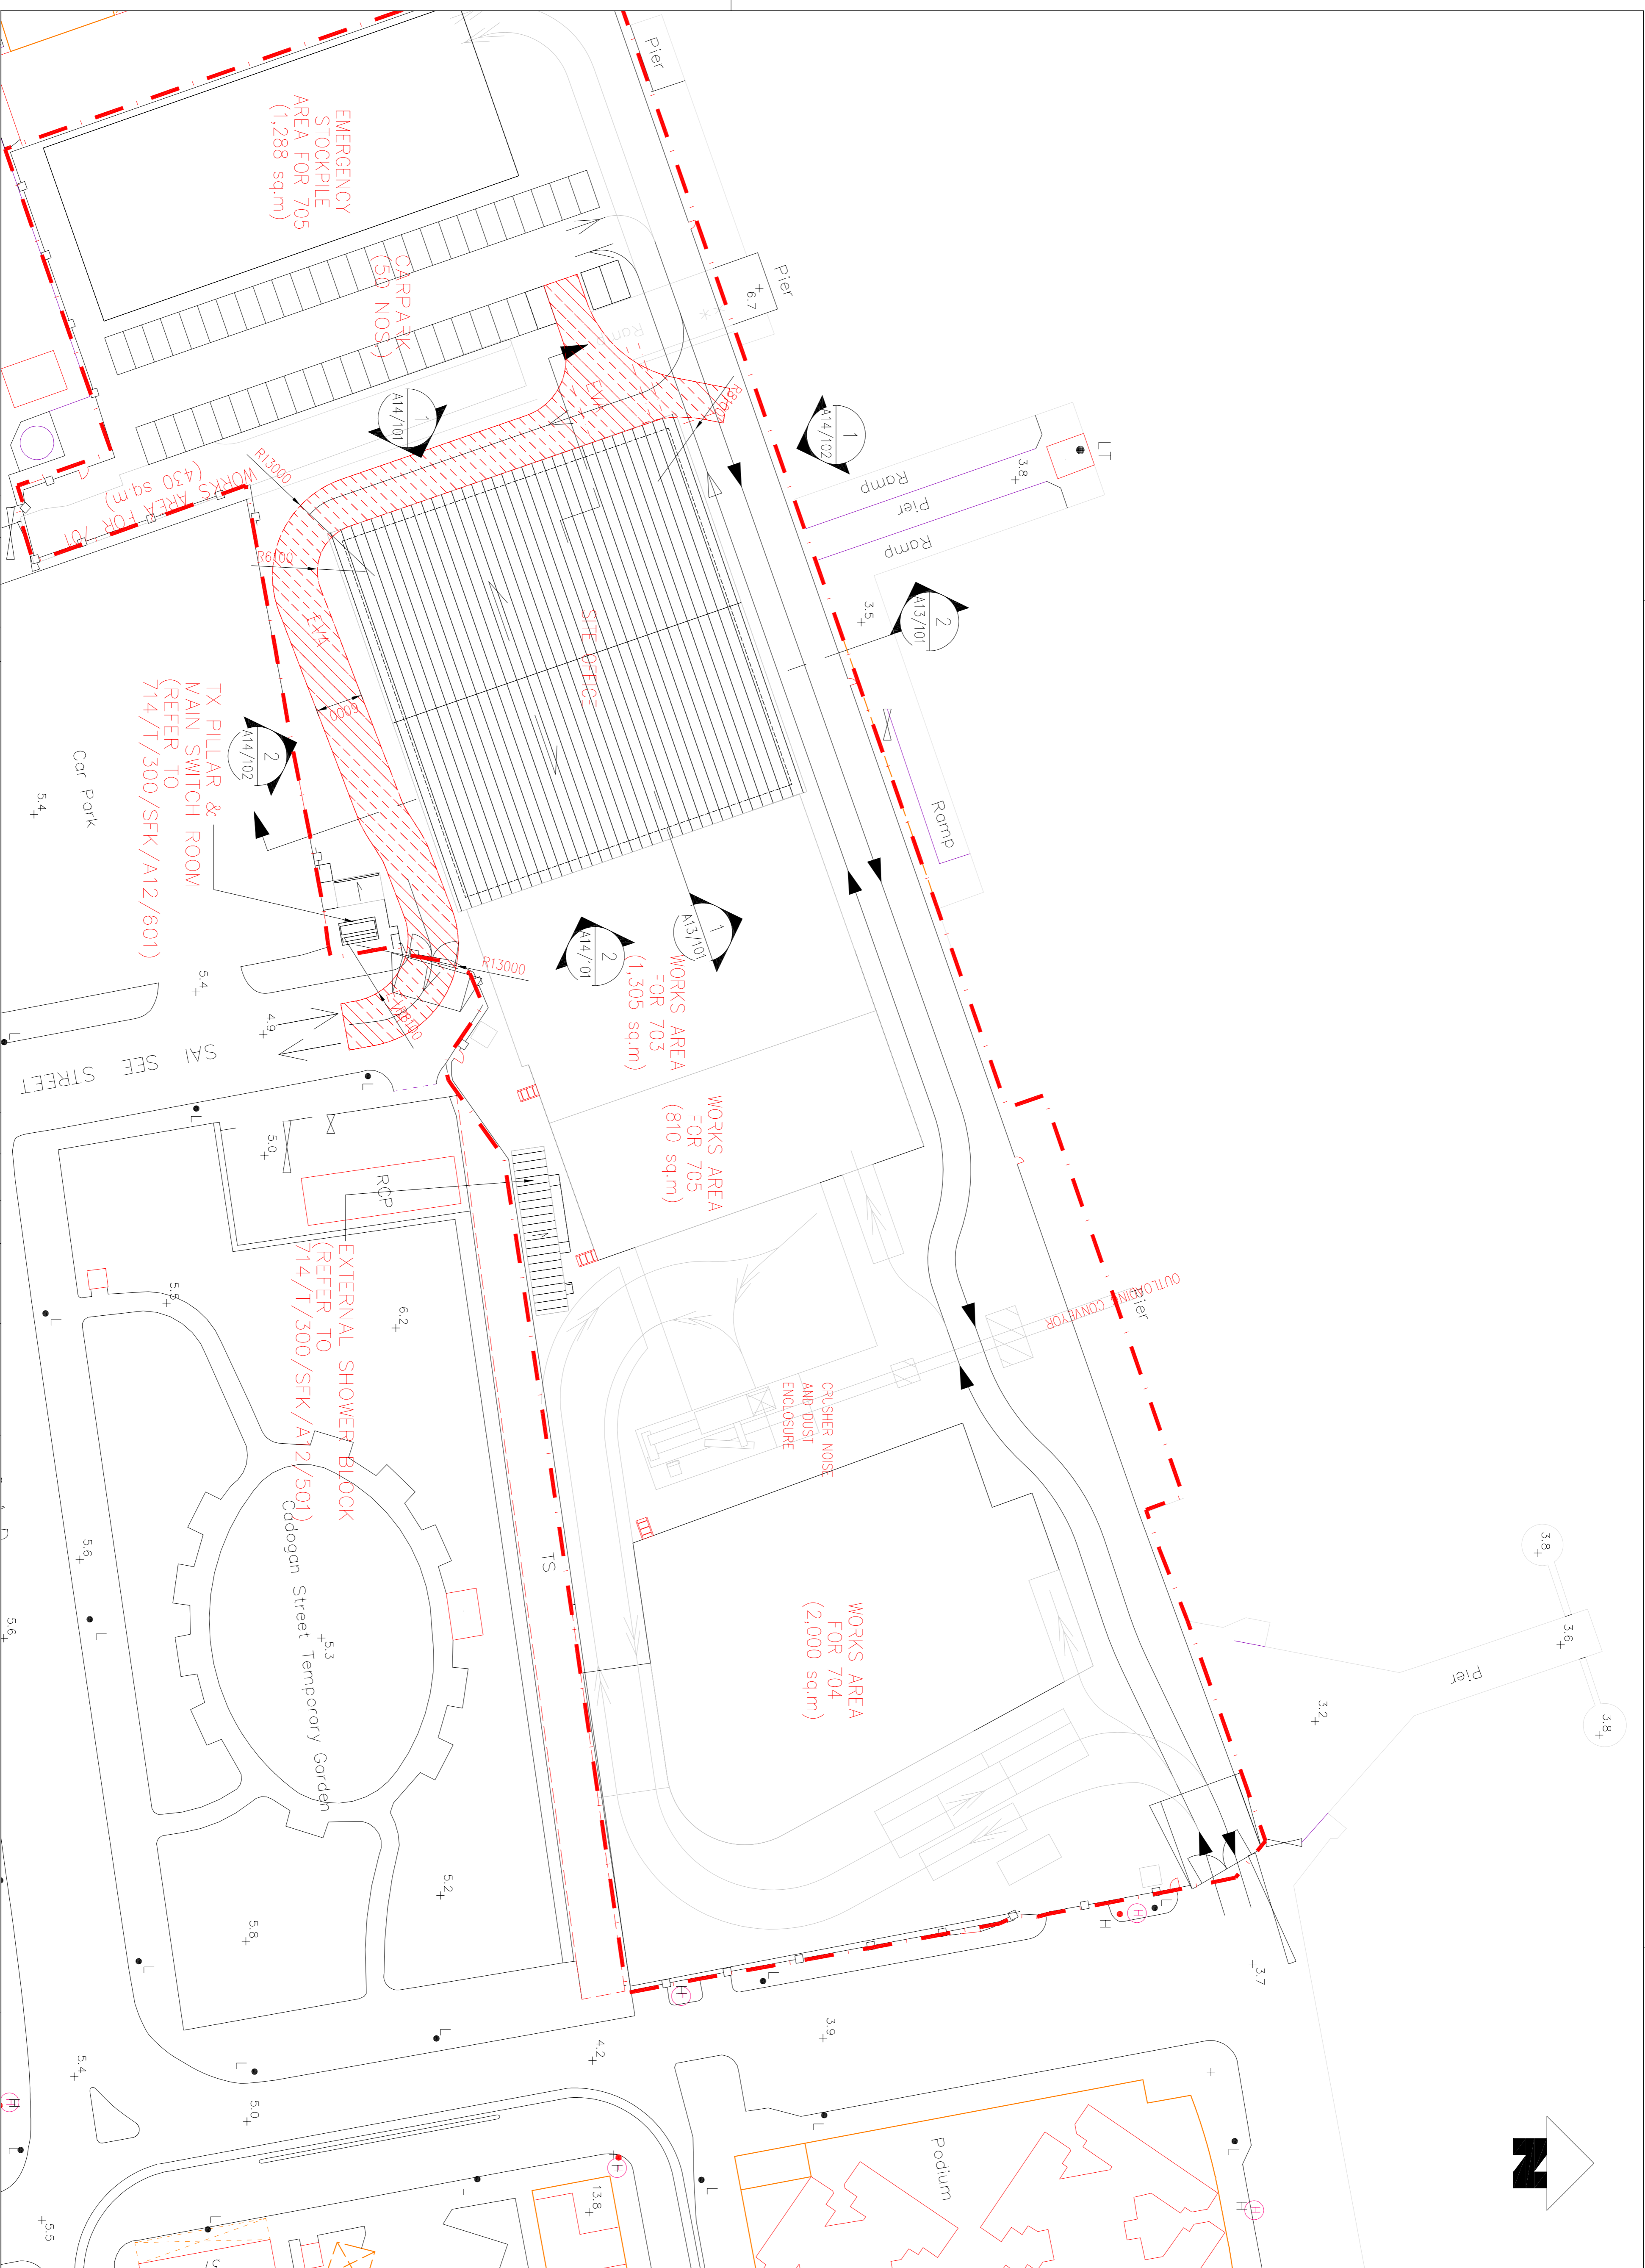 Pier
EMERGENCY
STOCKPILE
AREA FOR 705
(1,288 sq.m)
CARPARK
(50 NOS)
Pier
6.7
EVA
R8100
1
A14/101
1
A14/102
LT
3.8
Ramp
Pier
Ramp
R13000
WORKS AREA FOR 701
(430 sq.m)
R6100
EVA
6000
SITE OFFICE
3.5
2
A13/101
Ramp
TX PILLAR &
MAIN SWITCH ROOM
(REFER TO
714/T/300/SFK/A12/601)
2
A14/102
Car Park
5.4
1
A13/101
2
A14/101
R13000
R8100
5.4
4.9
SAI SEE STREET
WORKS AREA
FOR 703
(1,305 sq.m)
WORKS AREA
FOR 705
(810 sq.m)
L
L
L
5.0
RCP
EXTERNAL SHOWER BLOCK
(REFER TO
714/T/300/SFK/A12/501)
5.5
6.2
L
OUTLOADING CONVEYOR
Pier
CRUSHER NOISE
AND DUST
ENCLOSURE
Cadogan Street Temporary Garden
5.3
5.6
5.6
L
TS
WORKS AREA
FOR 704
(2,000 sq.m)
3.8
3.6
3.8
Pier
3.2
5.2
5.8
L
L
L
H
H
L
H
L
3.7
3.9
4.2
5.4
5.0
H
L
L
L
L
L
L
H
H
H
Podium
13.8
5.5
N